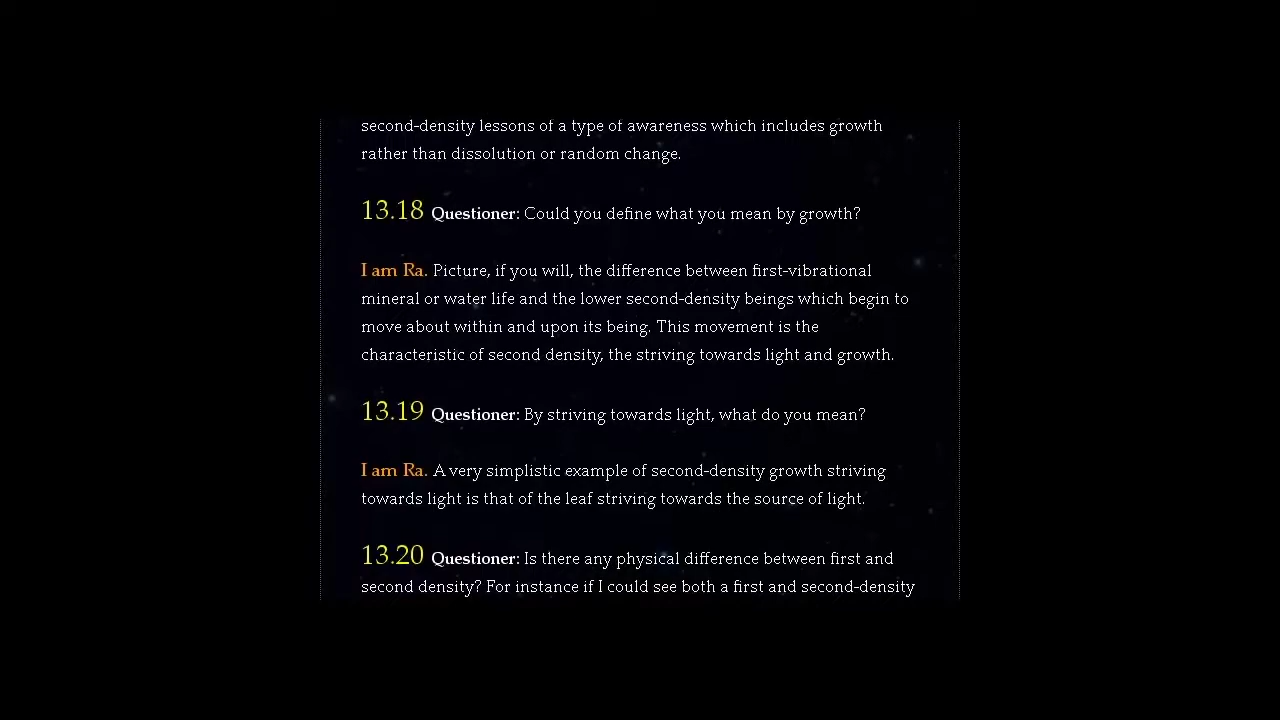 second-density lessons of a type of awareness which includes growth
rather than dissolution or random change.
13.18 Questioner: Could you define what you mean by growth?
I am Ra. Picture, if you will, the difference between first-vibrational
mineral or water life and the lower second-density beings which begin to
move about within and upon its being. This movement is the
characteristic of second density, the striving towards light and growth.
13.19 Questioner: By striving towards light, what do you mean?
I am Ra. A very simplistic example of second-density growth striving
towards light is that of the leaf striving towards the source of light.
13.20 Questioner: Is there any physical difference between first and
second density? For instance if I could see both a first and second-density